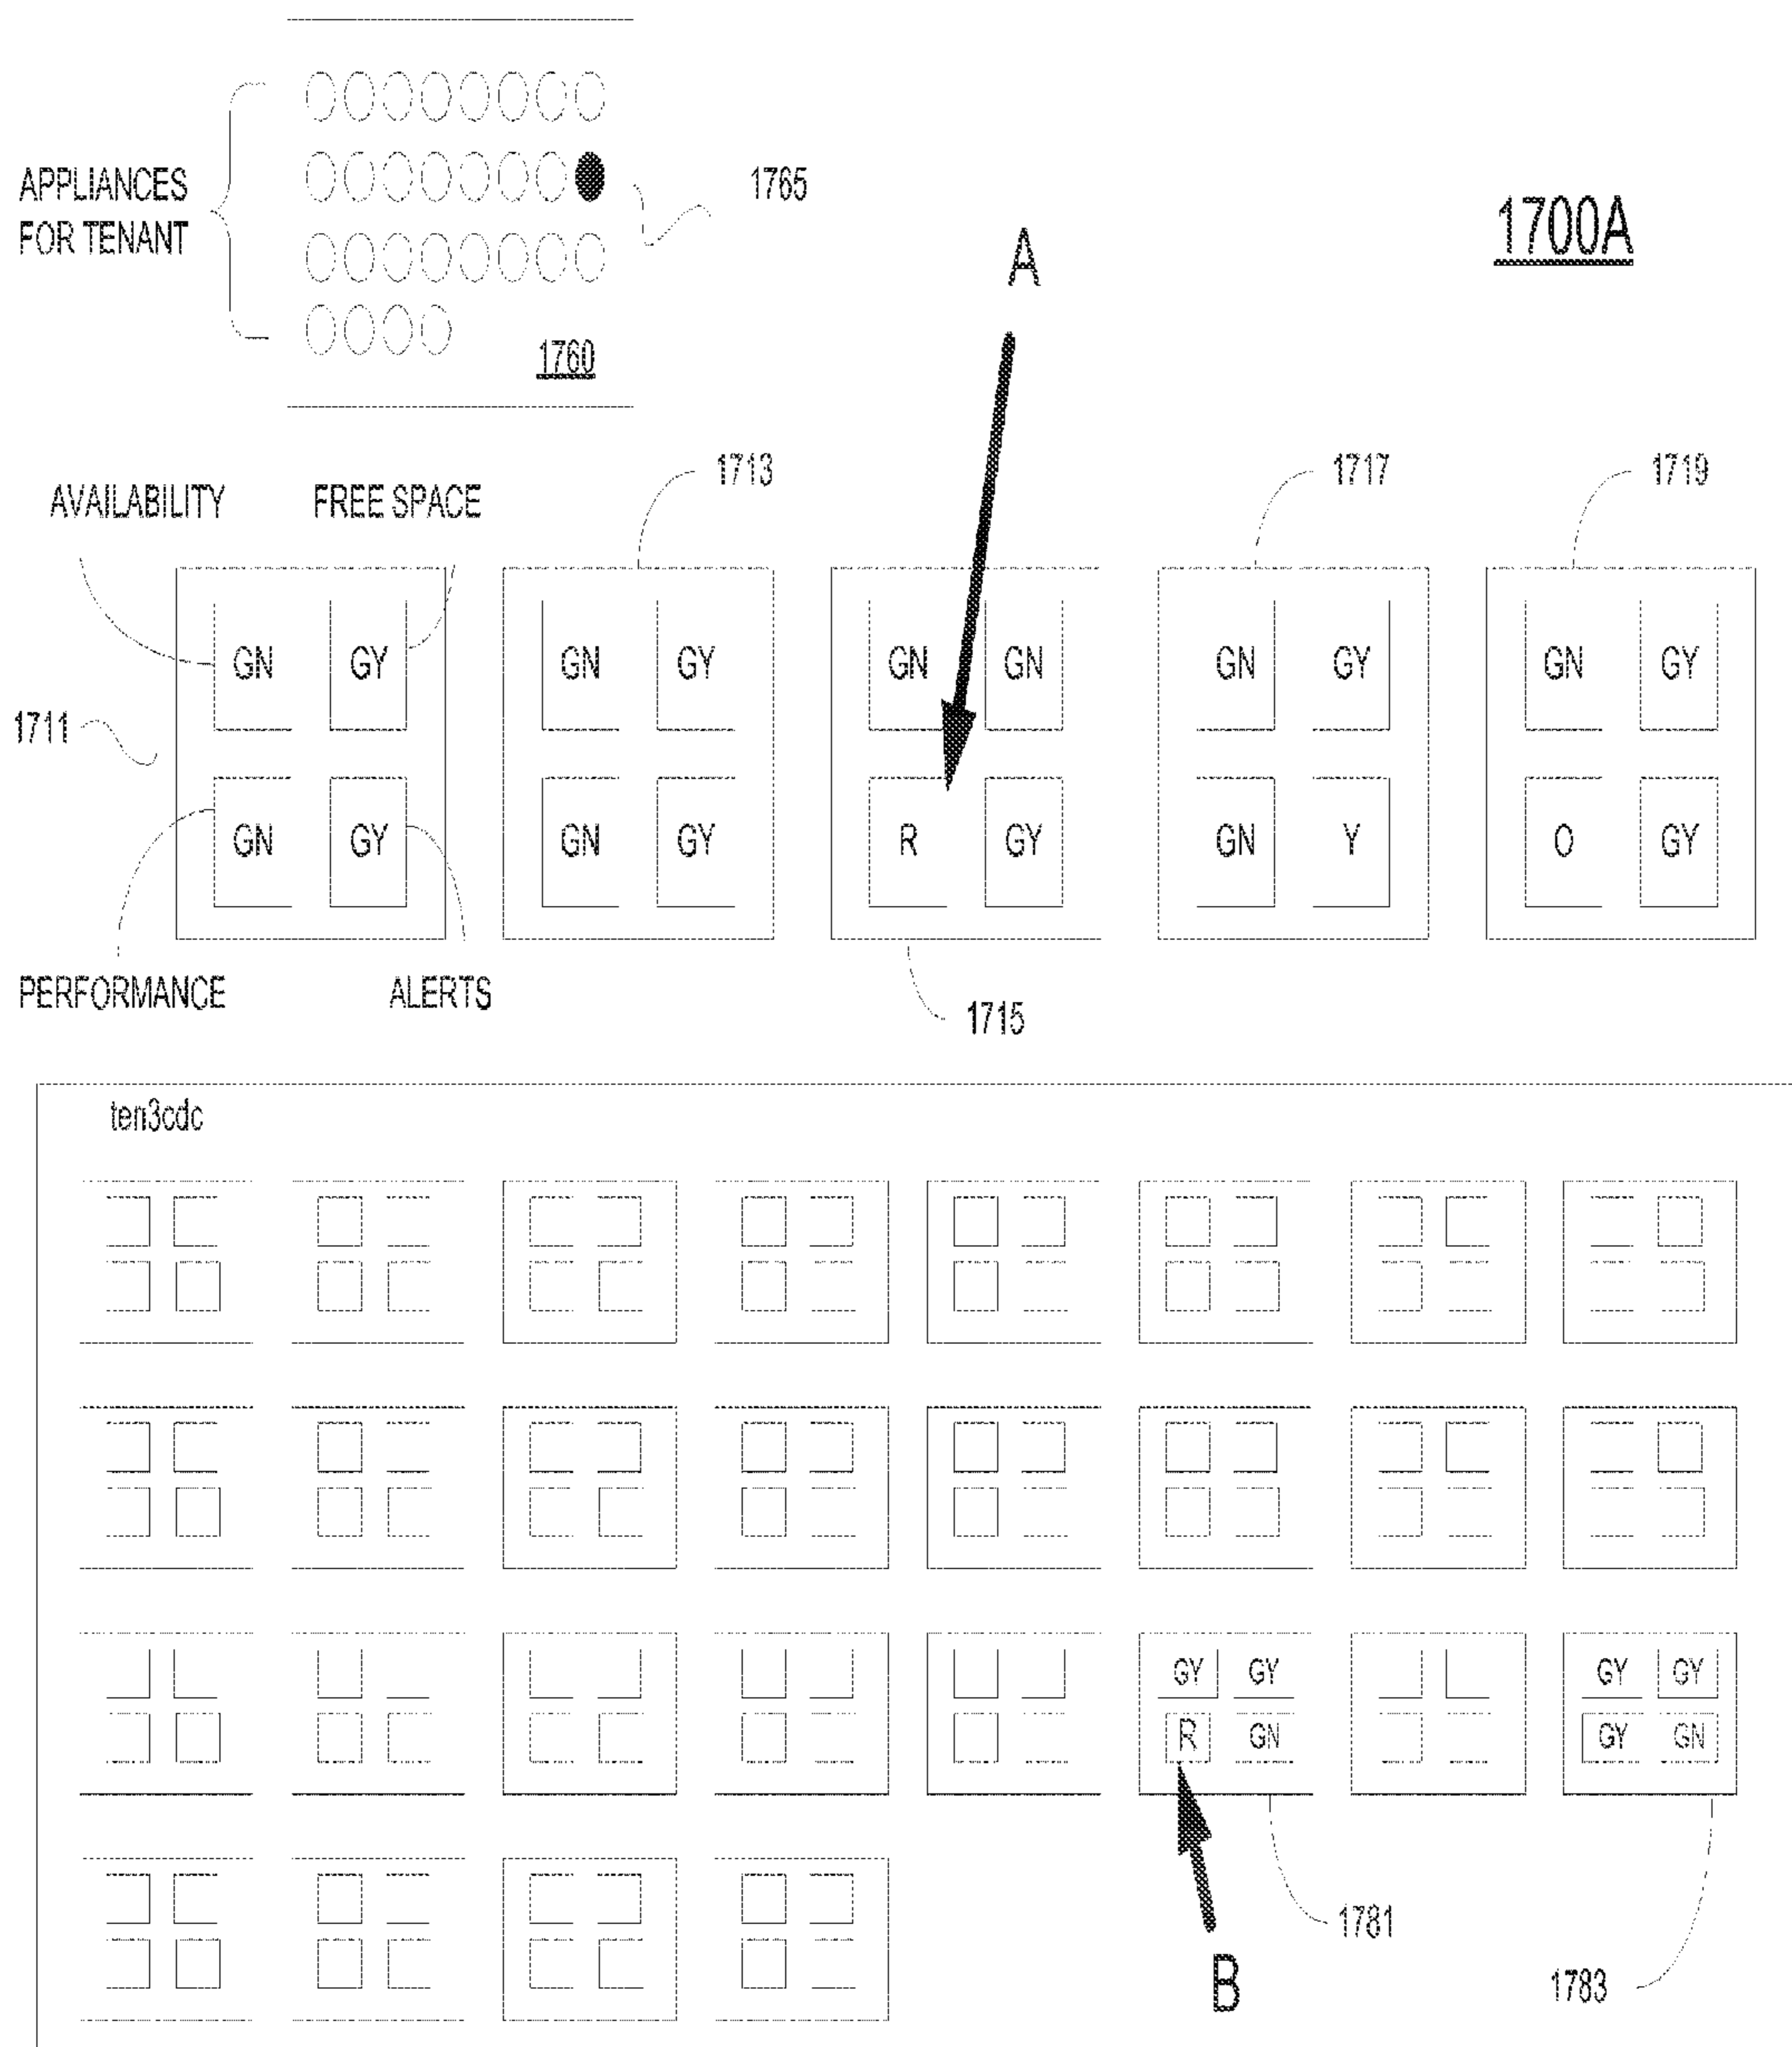 APPLIANCES
FOR TENANT
1765
1700A
A
1760
1713
1717
1719
AVAILABILITY
FREE SPACE
GN GY GN GY GN GN GN GY GN GY
1711
GN GY GN GY R GY GN Y O GY
PERFORMANCE
ALERTS
1715
ten3cdc
GY GY GY GY
R GN GY GN
1781
B
1783